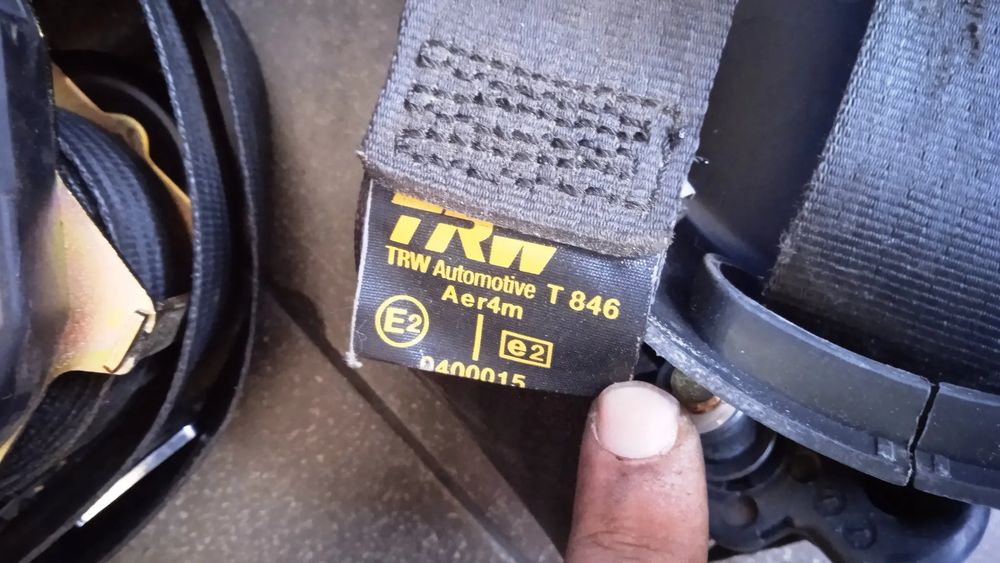 TRW
TRW Automotive T 846
Aer4m
E2 e2
0400015